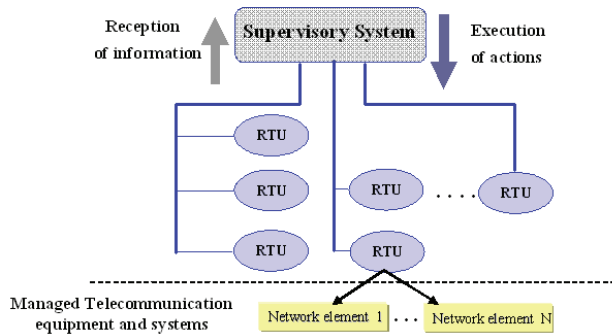 Reception
of information
Supervisory System
Execution
of actions
RTU
RTU
RTU
. . . .
RTU
RTU
RTU
Managed Telecommunication
equipment and systems
Network element 1
. . .
Network element N